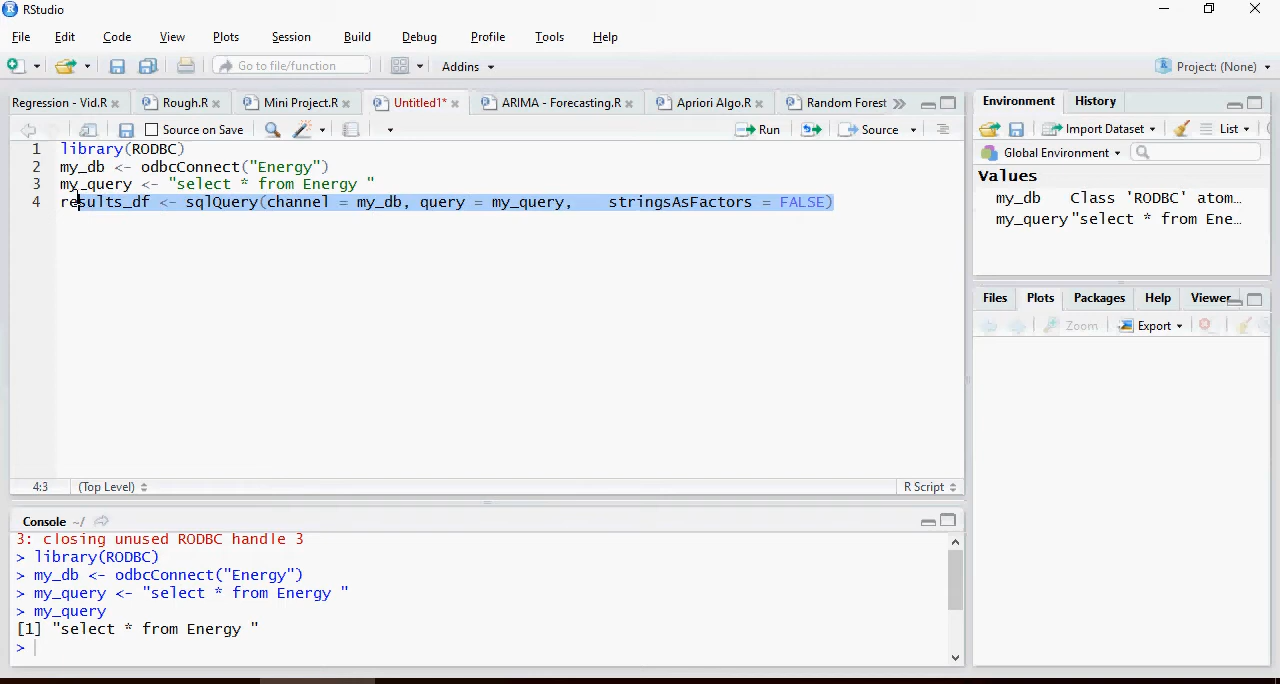 RStudio
File Edit Code View Plots Session Build Debug Profile Tools Help
Go to file/function Addins Project: (None)
Regression - Vid.R Rough.R Mini Project.R Untitled1* ARIMA - Forecasting.R Apriori Algo.R Random Forest
Source on Save Run Source
1 library(RODBC)
2 my_db <- odbcConnect("Energy")
3 my_query <- "select * from Energy "
4 results_df <- sqlQuery(channel = my_db, query = my_query,    stringsAsFactors = FALSE)
4:3 (Top Level) R Script
Console ~/
3: closing unused RODBC handle 3
> library(RODBC)
> my_db <- odbcConnect("Energy")
> my_query <- "select * from Energy "
> my_query
[1] "select * from Energy "
>
Environment History
Import Dataset List
Global Environment
Values
my_db Class 'RODBC' atom…
my_query "select * from Ene…
Files Plots Packages Help Viewer
Zoom Export